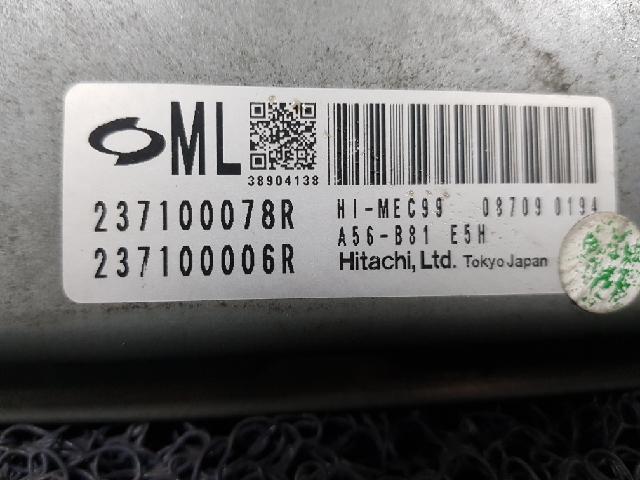 ML
38904138
237100078R
237100006R
HI-MEC99 08709 0194
A56-B81 E5H
Hitachi, Ltd. Tokyo Japan